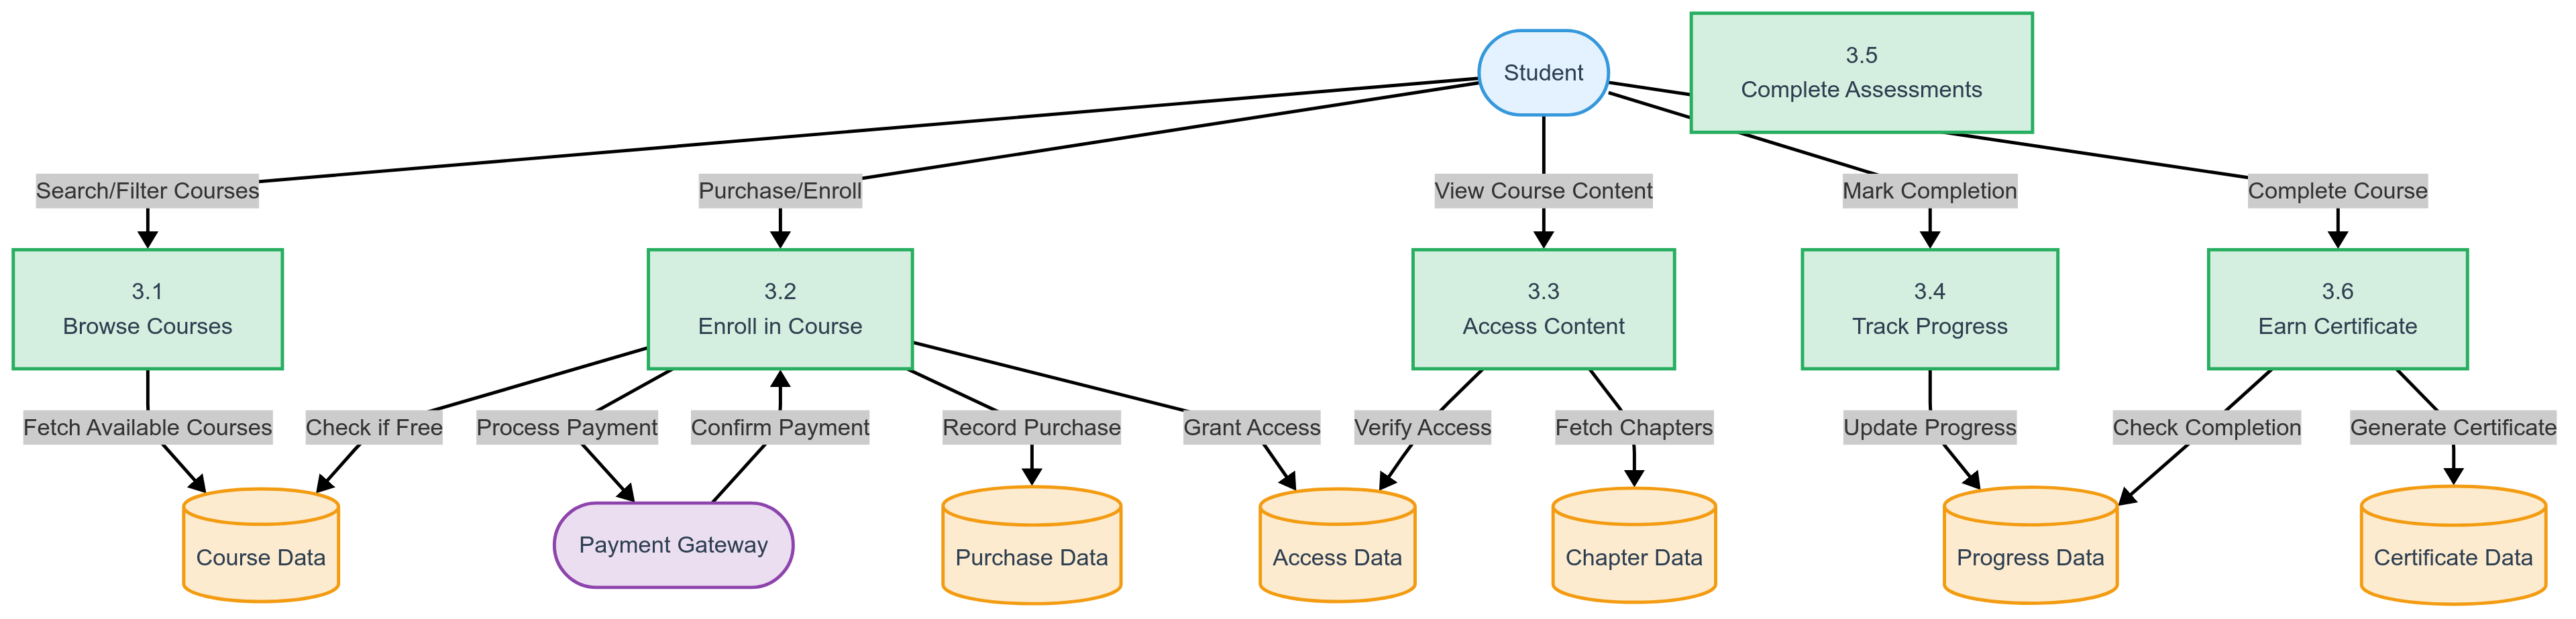 Student
3.5
Complete Assessments
Search/Filter Courses
Purchase/Enroll
View Course Content
Mark Completion
Complete Course
3.1
Browse Courses
3.2
Enroll in Course
3.3
Access Content
3.4
Track Progress
3.6
Earn Certificate
Fetch Available Courses
Check if Free
Process Payment
Confirm Payment
Record Purchase
Grant Access
Verify Access
Fetch Chapters
Update Progress
Check Completion
Generate Certificate
Course Data
Payment Gateway
Purchase Data
Access Data
Chapter Data
Progress Data
Certificate Data